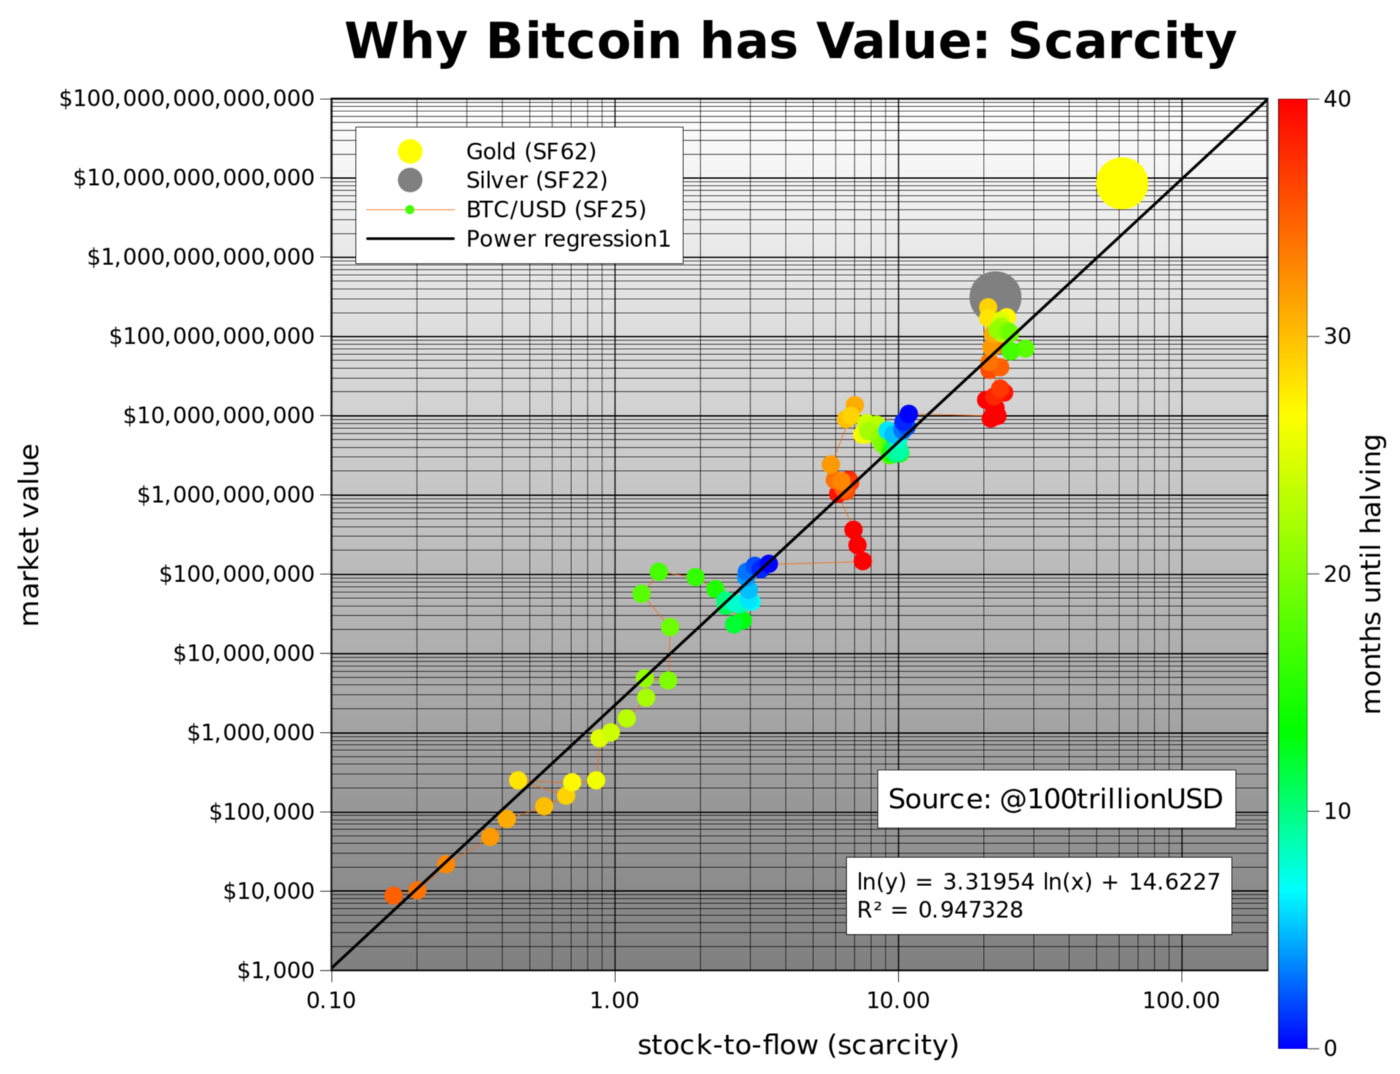 Why Bitcoin has Value: Scarcity
$100,000,000,000,000
$10,000,000,000,000
$1,000,000,000,000
$100,000,000,000
$10,000,000,000
$1,000,000,000
$100,000,000
$10,000,000
$1,000,000
$100,000
$10,000
$1,000
market value
Gold (SF62)
Silver (SF22)
BTC/USD (SF25)
Power regression1
Source: @100trillionUSD
ln(y) = 3.31954 ln(x) + 14.6227
R² = 0.947328
0.10 1.00 10.00 100.00
stock-to-flow (scarcity)
40
30
20
10
0
months until halving